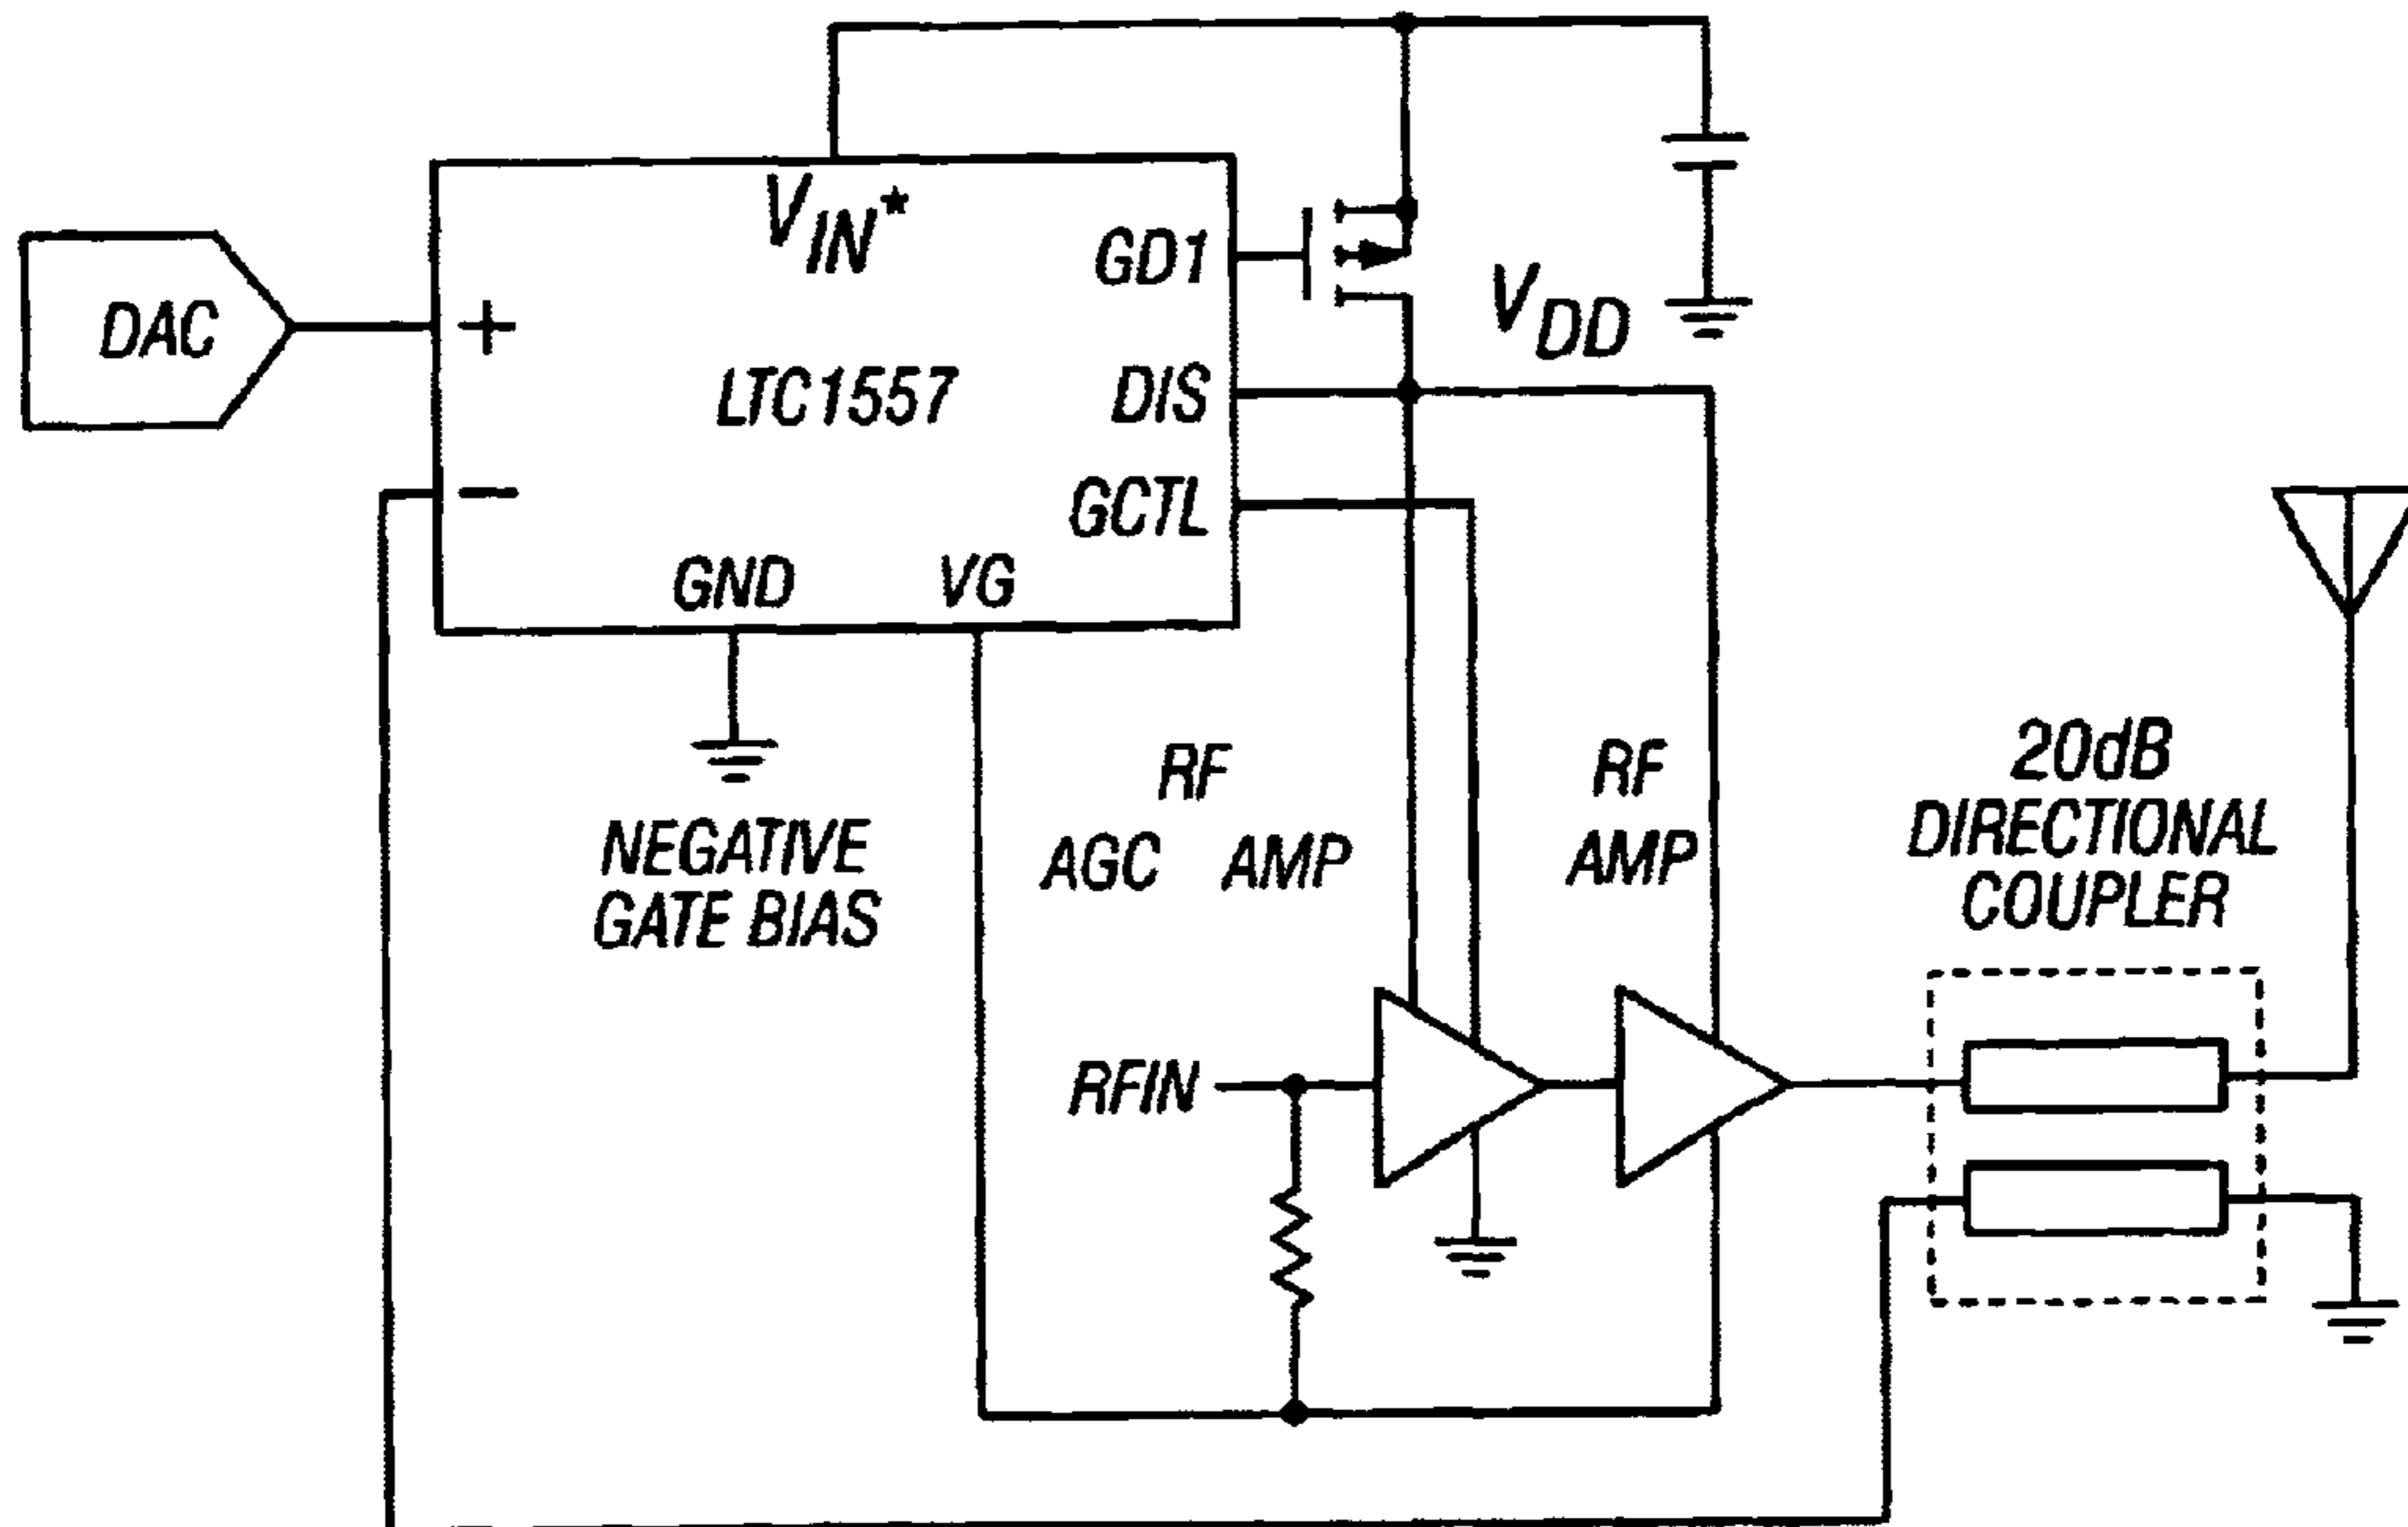 VIN*
GD1
VDD
DAC
+
LTC1557
DIS
−
GCTL
GND
VG
RF
AGC AMP
RF
AMP
20dB
DIRECTIONAL
COUPLER
NEGATIVE
GATE BIAS
RFIN